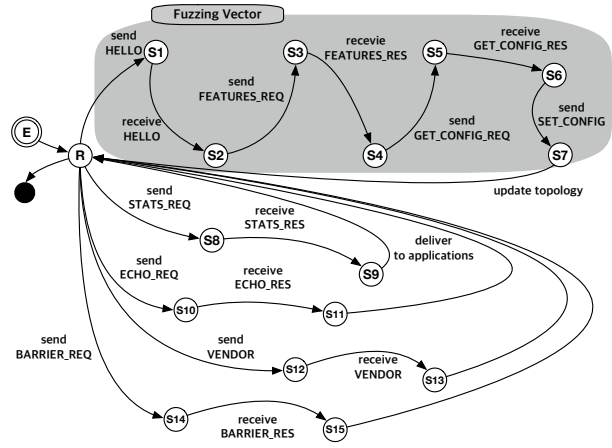 Fuzzing Vector
send
HELLO
S1
receive
HELLO
S2
send
FEATURES_REQ
S3
recevie
FEATURES_RES
S4
send
GET_CONFIG_REQ
S5
receive
GET_CONFIG_RES
S6
send
SET_CONFIG
S7
update topology
E
R
send
STATS_REQ
S8
receive
STATS_RES
S9
deliver
to applications
send
ECHO_REQ
S10
receive
ECHO_RES
S11
send
VENDOR
S12
receive
VENDOR
S13
send
BARRIER_REQ
S14
receive
BARRIER_RES
S15